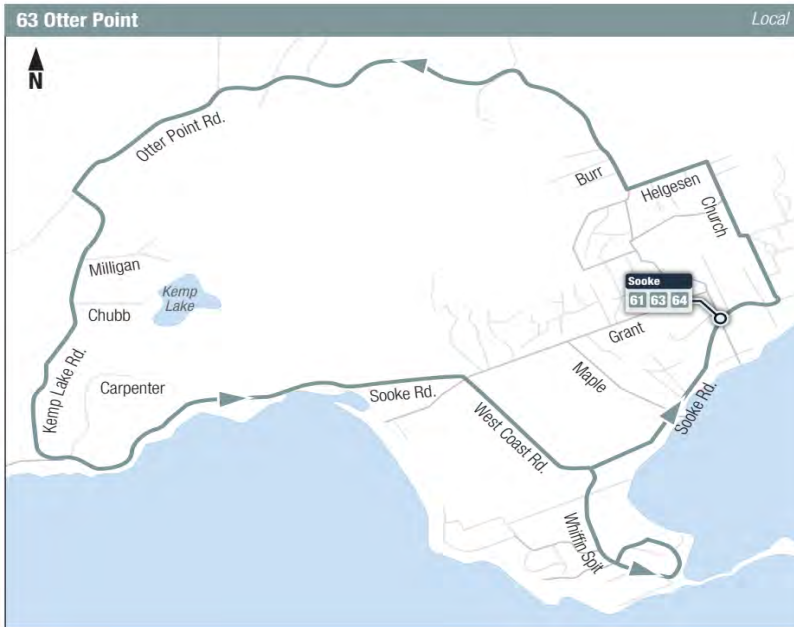 63 Otter Point
Local
N
Otter Point Rd.
Burr
Helgesen
Church
Milligan
Kemp
Lake
Sooke
61 63 64
Chubb
Grant
Kemp Lake Rd.
Carpenter
Maple
Sooke Rd.
Sooke Rd.
West Coast Rd.
Whiffin Spit